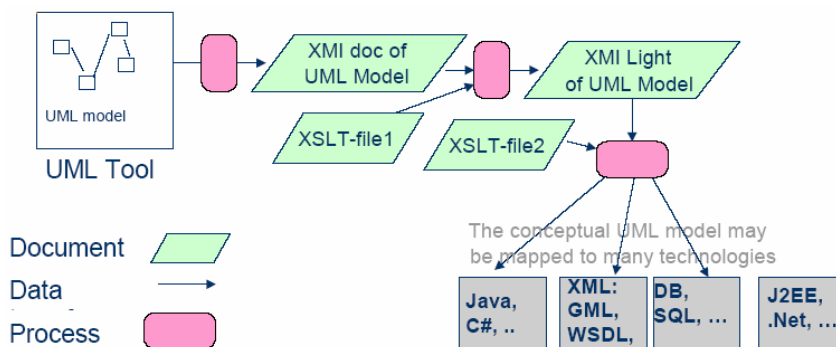 UML model
UML Tool
XMI doc of
UML Model
XMI Light
of UML Model
XSLT-file1
XSLT-file2
The conceptual UML model may
be mapped to many technologies
Document
Data
Process
Java,
C#, ..
XML:
GML,
WSDL,
DB,
SQL, ...
J2EE,
.Net, ...